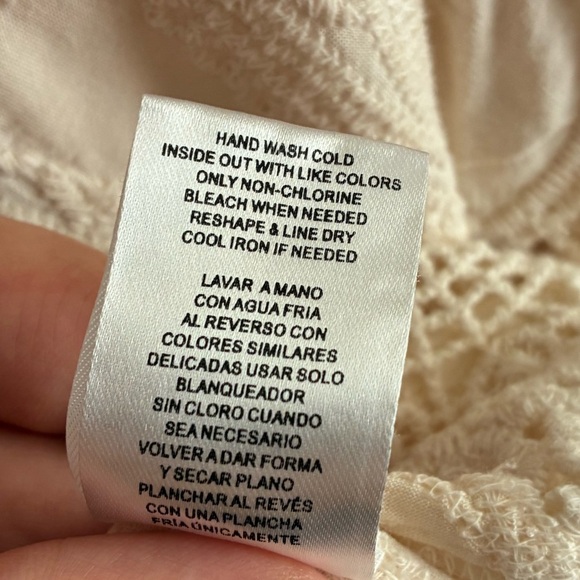 HAND WASH COLD
INSIDE OUT WITH LIKE COLORS
ONLY NON-CHLORINE
BLEACH WHEN NEEDED
RESHAPE & LINE DRY
COOL IRON IF NEEDED
LAVAR A MANO
CON AGUA FRIA
AL REVERSO CON
COLORES SIMILARES
DELICADAS USAR SOLO
BLANQUEADOR
SIN CLORO CUANDO
SEA NECESARIO
VOLVER A DAR FORMA
Y SECAR PLANO
PLANCHAR AL REVÉS
CON UNA PLANCHA
FRÍA ÚNICAMENTE